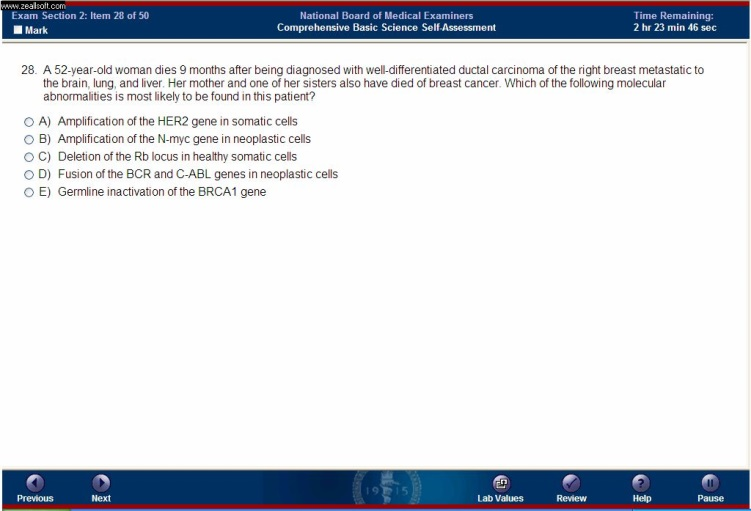 www.zeallsoft.com
Exam Section 2: Item 28 of 50
National Board of Medical Examiners
Time Remaining:
Mark
Comprehensive Basic Science Self-Assessment
2 hr 23 min 46 sec
28. A 52-year-old woman dies 9 months after being diagnosed with well-differentiated ductal carcinoma of the right breast metastatic to
the brain, lung, and liver. Her mother and one of her sisters also have died of breast cancer. Which of the following molecular
abnormalities is most likely to be found in this patient?
A) Amplification of the HER2 gene in somatic cells
B) Amplification of the N-myc gene in neoplastic cells
C) Deletion of the Rb locus in healthy somatic cells
D) Fusion of the BCR and C-ABL genes in neoplastic cells
E) Germline inactivation of the BRCA1 gene
1915
Previous
Next
Lab Values
Review
Help
Pause